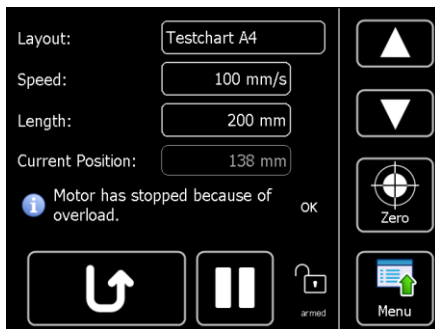 Layout: Testchart A4
Speed: 100 mm/s
Length: 200 mm
Current Position: 138 mm
Motor has stopped because of
overload.
OK
Zero
armed
Menu